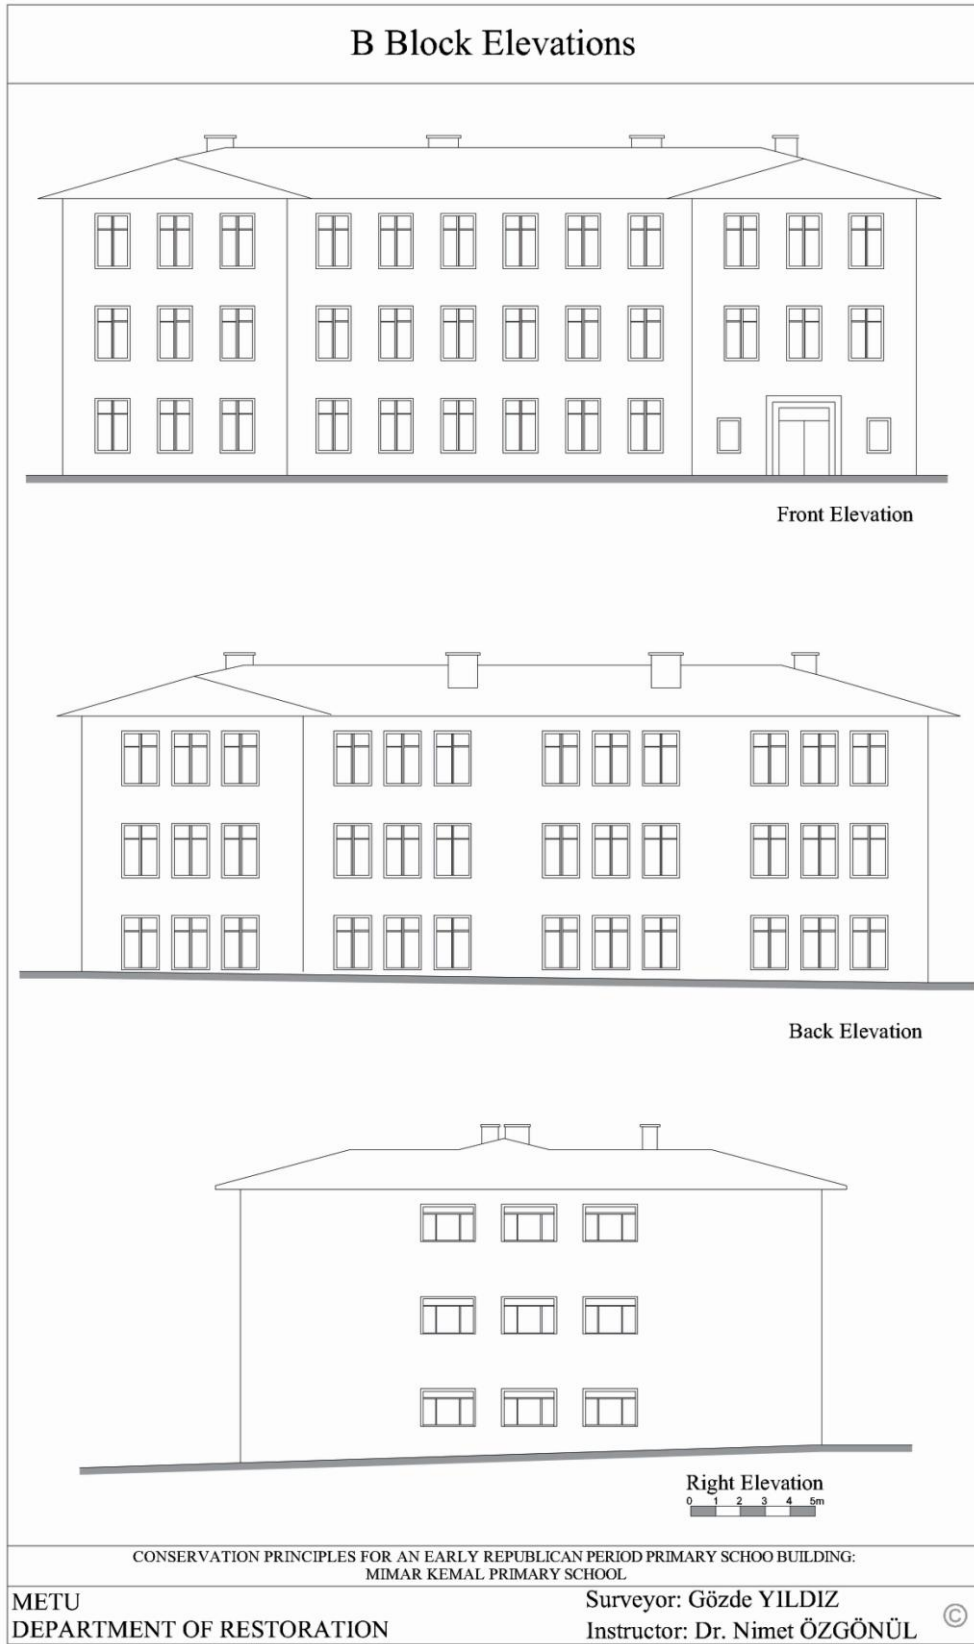 B Block Elevations
Front Elevation
Back Elevation
Right Elevation
0 1 2 3 4 5m
CONSERVATION PRINCIPLES FOR AN EARLY REPUBLICAN PERIOD PRIMARY SCHOO BUILDING:
MIMAR KEMAL PRIMARY SCHOOL
METU
DEPARTMENT OF RESTORATION
Surveyor: Gözde YILDIZ
Instructor: Dr. Nimet ÖZGÖNÜL
©